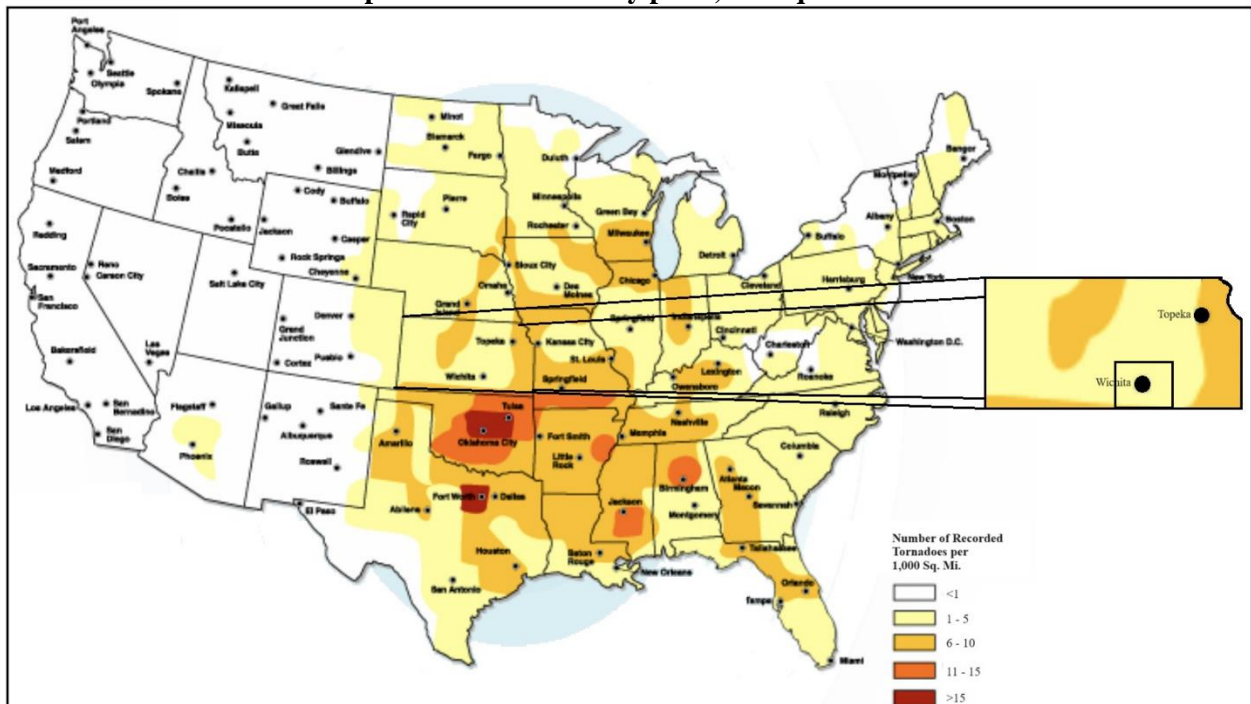 Port
Angeles
Seattle
Olympia
Spokane
Portland
Salem
Medford
Kalispell
Great Falls
Missoula
Butte
Glendive
Billings
Challis
Boise
Pocatello
Cody
Buffalo
Jackson
Casper
Rock Springs
Cheyenne
Redding
Reno
Carson City
Sacramento
San
Francisco
Bakersfield
Las
Vegas
Los Angeles
San
Bernadino
San
Diego
Salt Lake City
Grand
Junction
Denver
Pueblo
Cortez
Flagstaff
Phoenix
Gallup
Santa Fe
Albuquerque
Roswell
El Paso
Minot
Bismarck
Fargo
Duluth
Pierre
Rapid
City
Minneapolis
Rochester
Green Bay
Milwaukee
Sioux City
Omaha
Des
Moines
Grand
Island
Chicago
Detroit
Topeka
Kansas City
Springfield
Indianapolis
Cincinnati
Cleveland
Wichita
St. Louis
Springfield
Lexington
Owensboro
Charleston
Roanoke
Tulsa
Oklahoma City
Amarillo
Fort Smith
Little
Rock
Memphis
Nashville
Raleigh
Columbia
Fort Worth
Dallas
Abilene
Jackson
Birmingham
Montgomery
Atlanta
Macon
Savannah
Houston
San Antonio
Baton
Rouge
New Orleans
Tallahassee
Orlando
Tampa
Miami
Bangor
Montpelier
Albany
Boston
Buffalo
New York
Harrisburg
Washington D.C.
Topeka
Wichita
Number of Recorded
Tornadoes per
1,000 Sq. Mi.
<1
1 - 5
6 - 10
11 - 15
>15